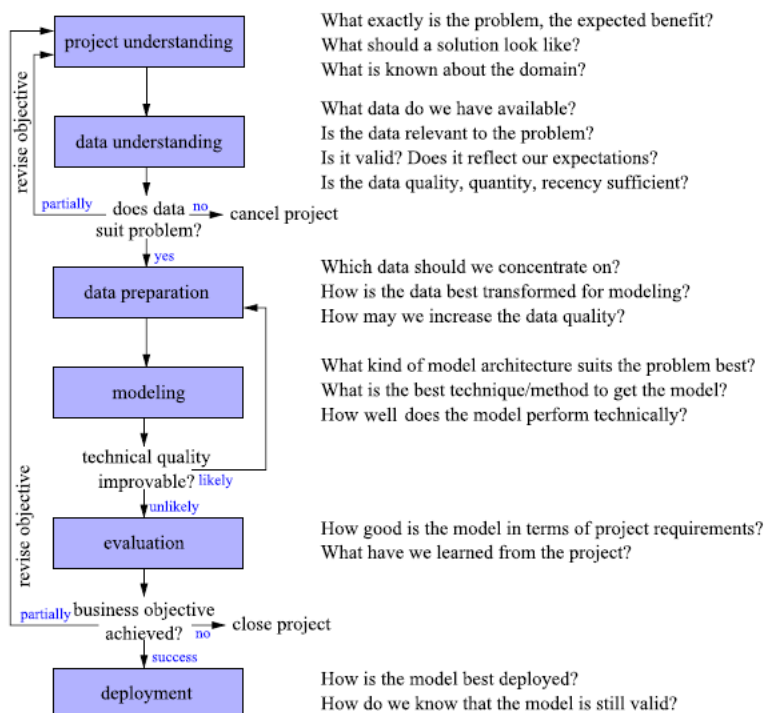 project understanding
What exactly is the problem, the expected benefit?
What should a solution look like?
What is known about the domain?
revise objective
data understanding
What data do we have available?
Is the data relevant to the problem?
Is it valid? Does it reflect our expectations?
Is the data quality, quantity, recency sufficient?
partially
does data
suit problem?
no
cancel project
yes
data preparation
Which data should we concentrate on?
How is the data best transformed for modeling?
How may we increase the data quality?
modeling
What kind of model architecture suits the problem best?
What is the best technique/method to get the model?
How well does the model perform technically?
technical quality
improvable?
likely
unlikely
revise objective
evaluation
How good is the model in terms of project requirements?
What have we learned from the project?
partially
business objective
achieved?
no
close project
success
deployment
How is the model best deployed?
How do we know that the model is still valid?